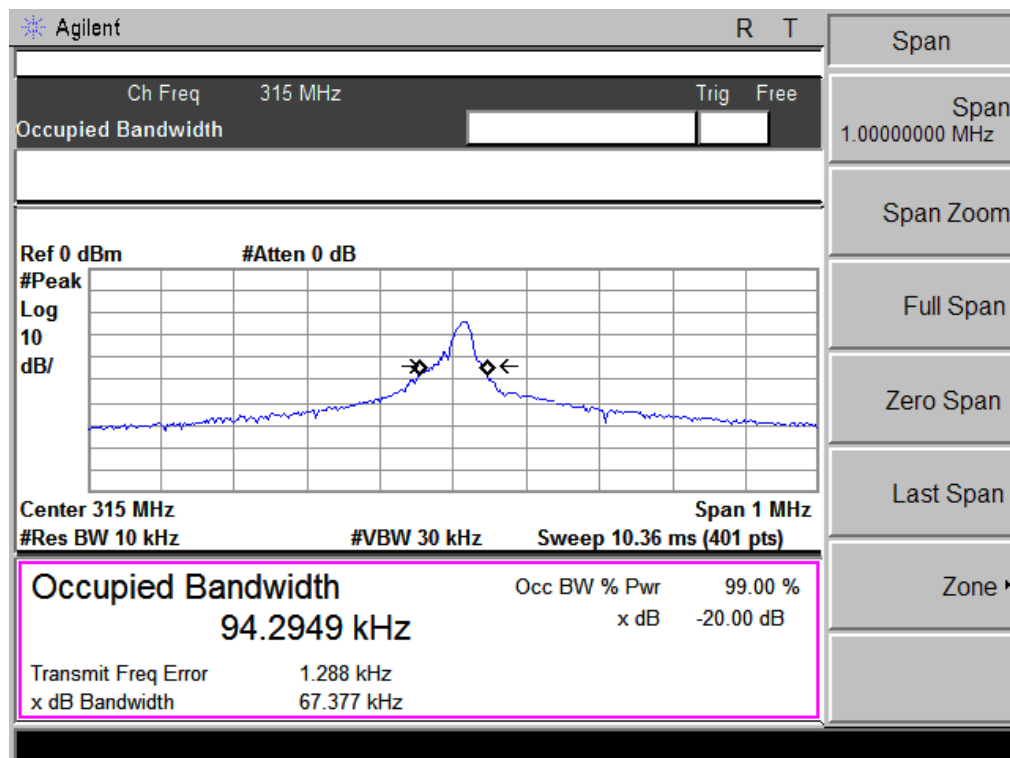 Agilent R T
Ch Freq 315 MHz Trig Free
Occupied Bandwidth
Ref 0 dBm #Atten 0 dB
#Peak
Log
10
dB/
Center 315 MHz Span 1 MHz
#Res BW 10 kHz #VBW 30 kHz Sweep 10.36 ms (401 pts)
Occupied Bandwidth Occ BW % Pwr 99.00 %
94.2949 kHz x dB -20.00 dB
Transmit Freq Error 1.288 kHz
x dB Bandwidth 67.377 kHz
Span
Span
1.00000000 MHz
Span Zoom
Full Span
Zero Span
Last Span
Zone